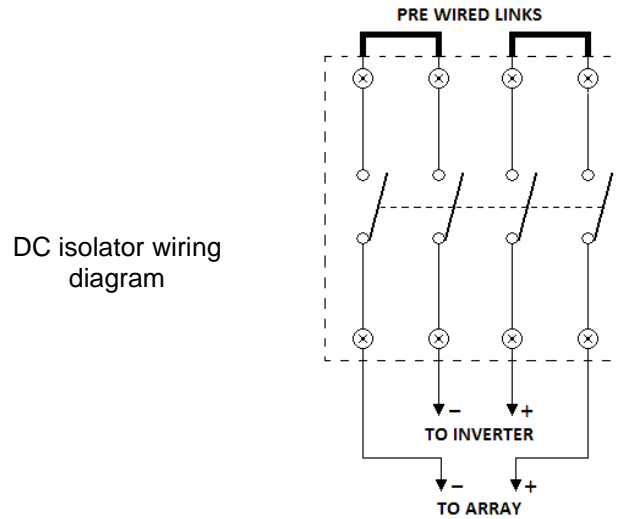 PRE WIRED LINKS
DC isolator wiring
diagram
− +
TO INVERTER
− +
TO ARRAY